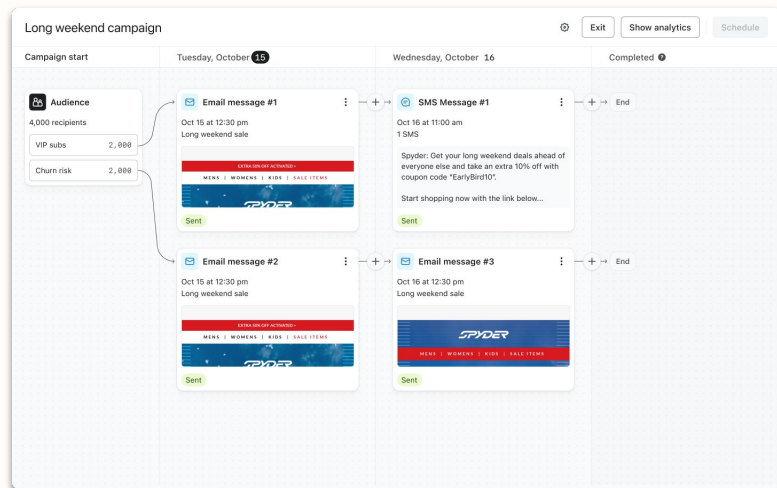 Long weekend campaign
Exit
Show analytics
Schedule
Campaign start
Tuesday, October 15
Wednesday, October 16
Completed ?
Audience
4,000 recipients
VIP subs 2,000
Churn risk 2,000
Email message #1
Oct 15 at 12:30 pm
Long weekend sale
EXTRA 50% OFF ACTIVATED >
MENS | WOMENS | KIDS | SALE ITEMS
SPYDER
Sent
SMS Message #1
Oct 16 at 11:00 am
1 SMS
Spyder: Get your long weekend deals ahead of
everyone else and take an extra 10% off with
coupon code "EarlyBird10".
Start shopping now with the link below...
Sent
End
Email message #2
Oct 15 at 12:30 pm
Long weekend sale
EXTRA 50% OFF ACTIVATED >
MENS | WOMENS | KIDS | SALE ITEMS
SPYDER
Sent
Email message #3
Oct 16 at 12:30 pm
Long weekend sale
SPYDER
MENS | WOMENS | KIDS | SALE ITEMS
Sent
End